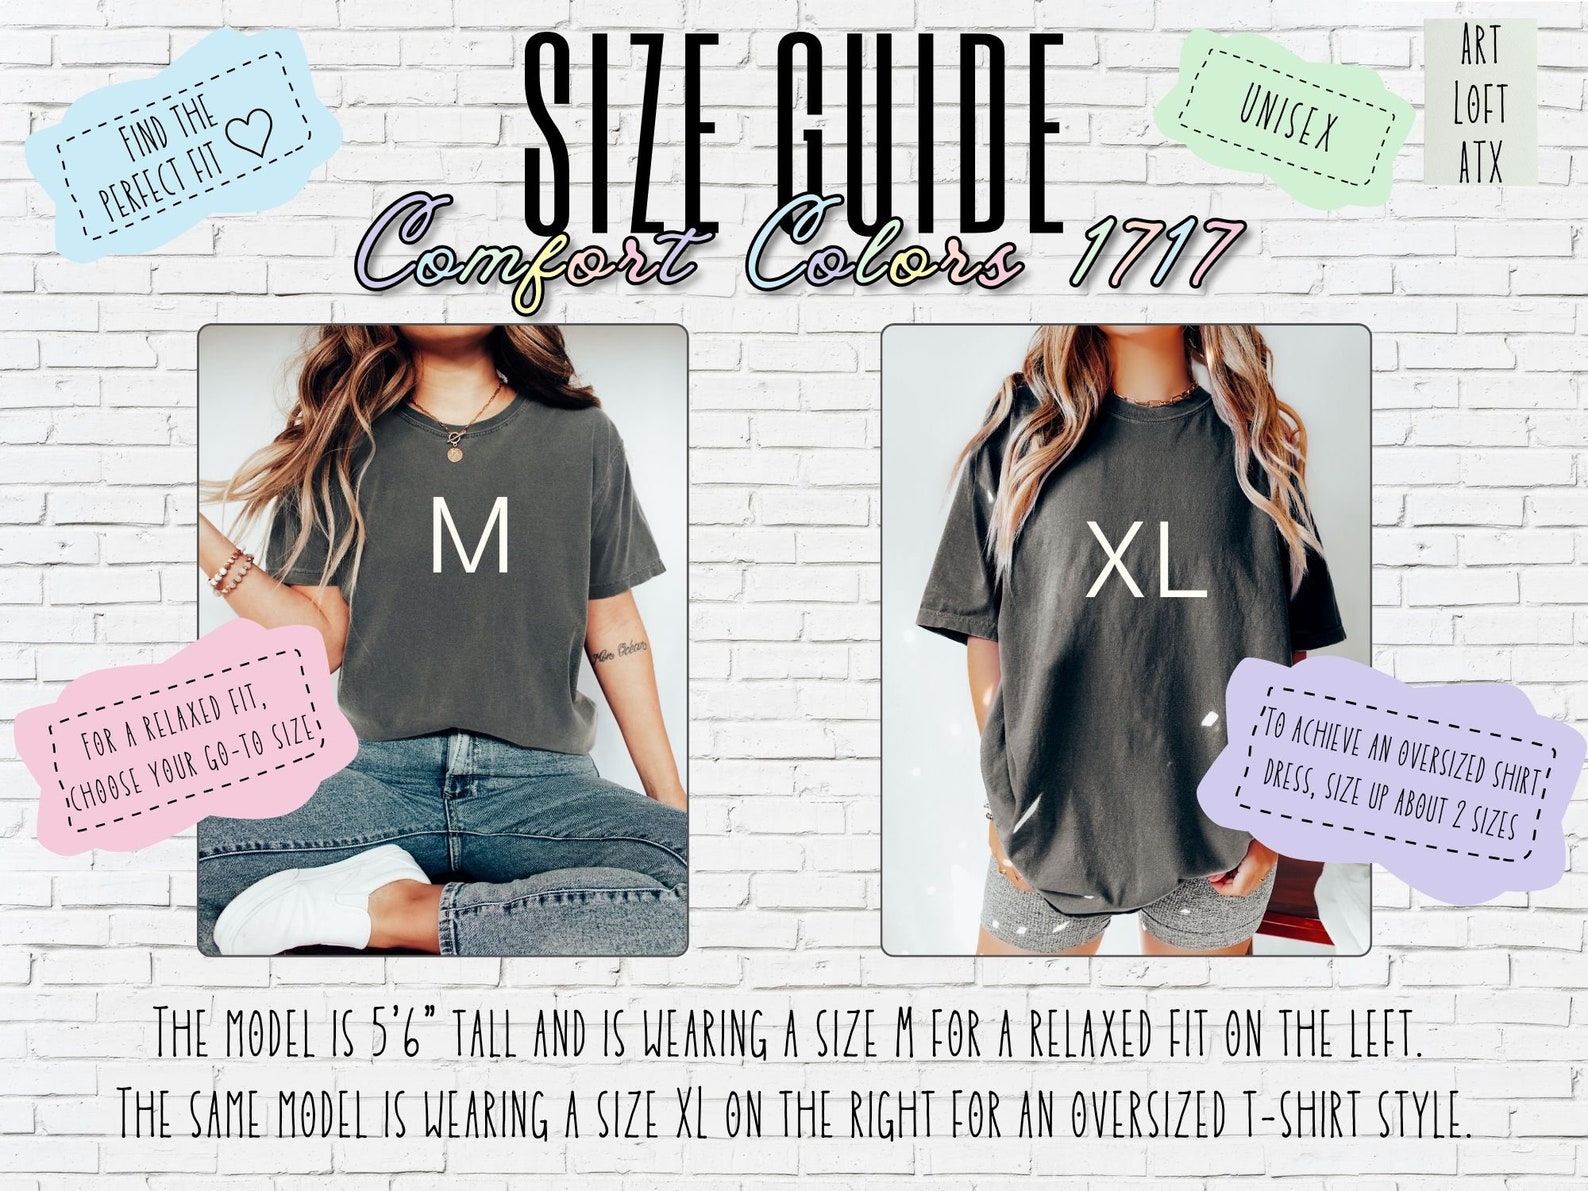 FIND THE
PERFECT FIT
SIZE GUIDE
Comfort Colors 1717
UNISEX
ART
LOFT
ATX
M
XL
FOR A RELAXED FIT,
CHOOSE YOUR GO-TO SIZE
TO ACHIEVE AN OVERSIZED SHIRT
DRESS, SIZE UP ABOUT 2 SIZES
THE MODEL IS 5'6" TALL AND IS WEARING A SIZE M FOR A RELAXED FIT ON THE LEFT.
THE SAME MODEL IS WEARING A SIZE XL ON THE RIGHT FOR AN OVERSIZED T-SHIRT STYLE.